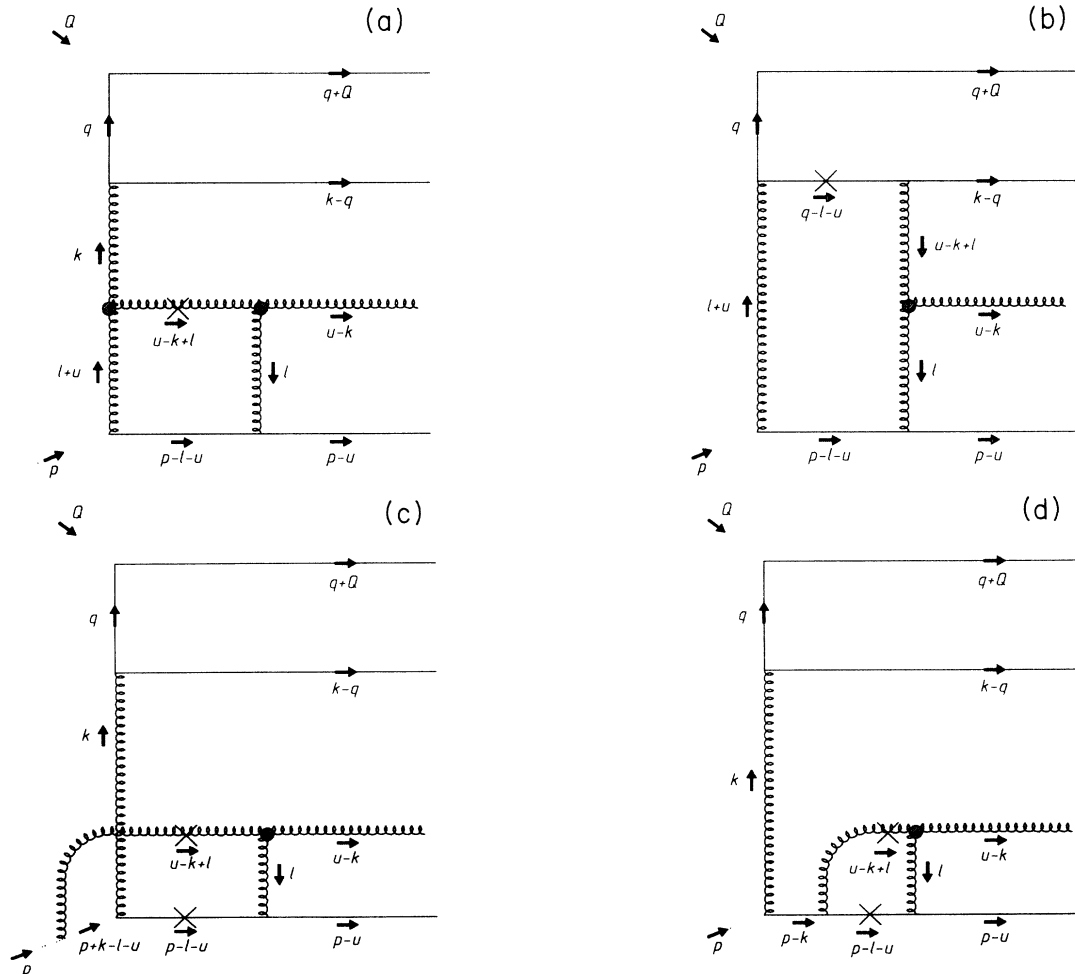 (a)
Q
q+Q
q
k-q
k
u-k+l
u-k
l+u
l
p-l-u
p-u
p
(b)
Q
q+Q
q
q-l-u
k-q
u-k+l
l+u
u-k
l
p-l-u
p-u
p
(c)
Q
q+Q
q
k-q
k
u-k+l
u-k
l
p+k-l-u
p-l-u
p-u
p
(d)
Q
q+Q
q
k-q
k
u-k+l
u-k
l
p-k
p-l-u
p-u
p